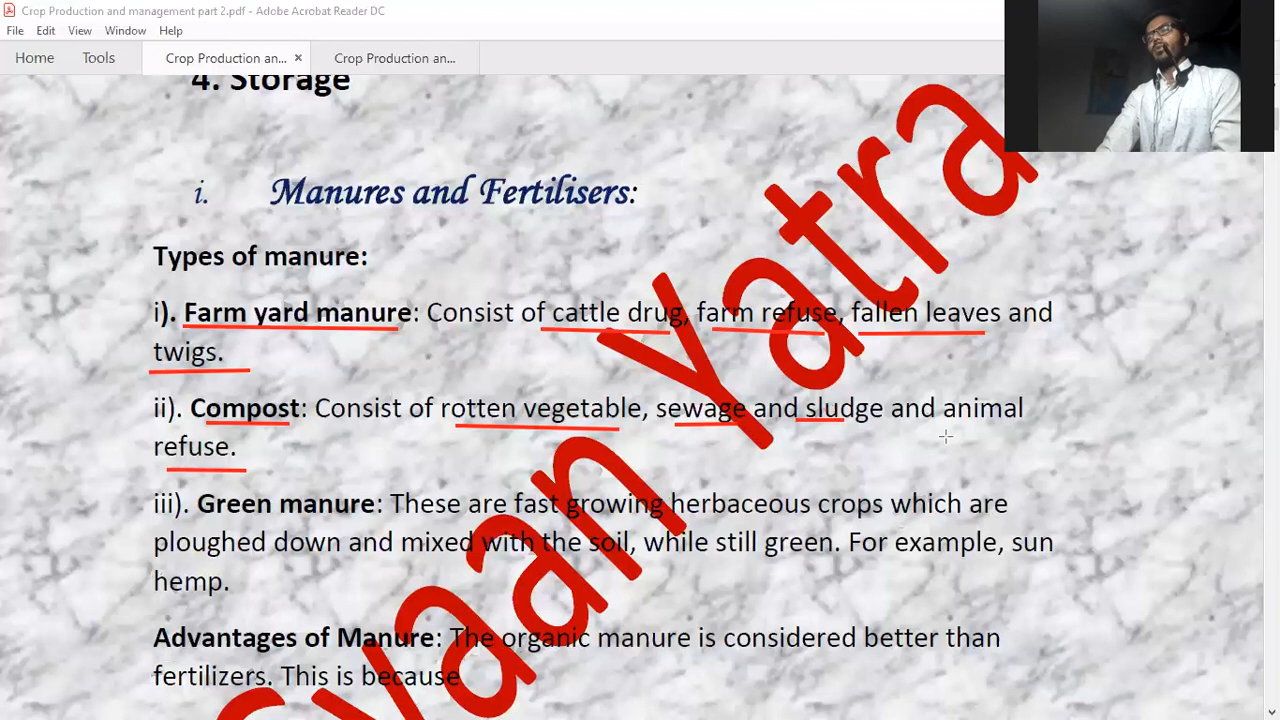 Crop Production and management part 2.pdf - Adobe Acrobat Reader DC
File Edit View Window Help
Home Tools Crop Production an... × Crop Production an...
4. Storage
i. Manures and Fertilisers:
Types of manure:
i). Farm yard manure: Consist of cattle drug, farm refuse, fallen leaves and
twigs.
ii). Compost: Consist of rotten vegetable, sewage and sludge and animal
refuse.
iii). Green manure: These are fast growing herbaceous crops which are
ploughed down and mixed with the soil, while still green. For example, sun
hemp.
Advantages of Manure: The organic manure is considered better than
fertilizers. This is because
Gyaan Yatra